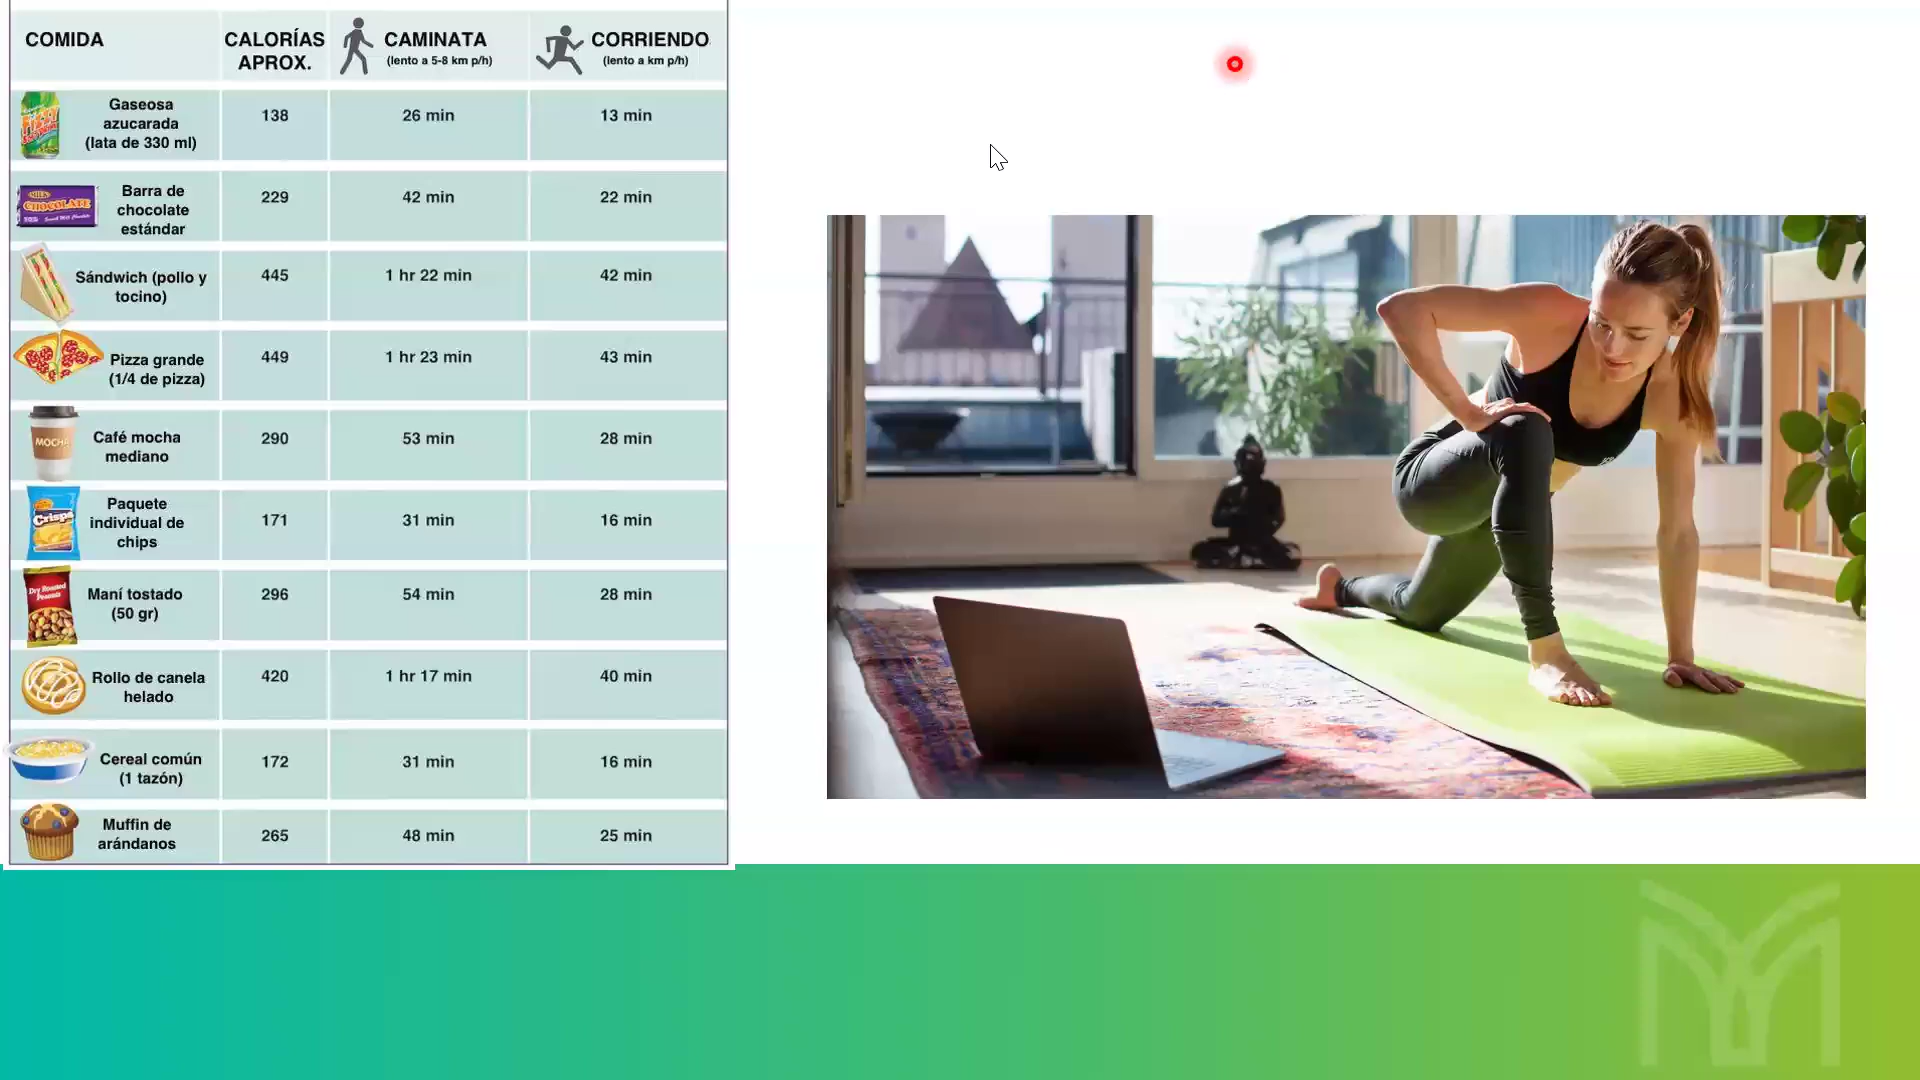 COMIDA
CALORÍAS APROX.
CAMINATA
(lento a 5-8 km p/h)
CORRIENDO
(lento a km p/h)
Gaseosa
azucarada
(lata de 330 ml)
138
26 min
13 min
MILK
CHOCOLATE
Barra de
chocolate
estándar
229
42 min
22 min
Sándwich (pollo y
tocino)
445
1 hr 22 min
42 min
Pizza grande
(1/4 de pizza)
449
1 hr 23 min
43 min
MOCHA
Café mocha
mediano
290
53 min
28 min
Crisps
Paquete
individual de
chips
171
31 min
16 min
Dry Roasted
Peanuts
Maní tostado
(50 gr)
296
54 min
28 min
Rollo de canela
helado
420
1 hr 17 min
40 min
Cereal común
(1 tazón)
172
31 min
16 min
Muffin de
arándanos
265
48 min
25 min